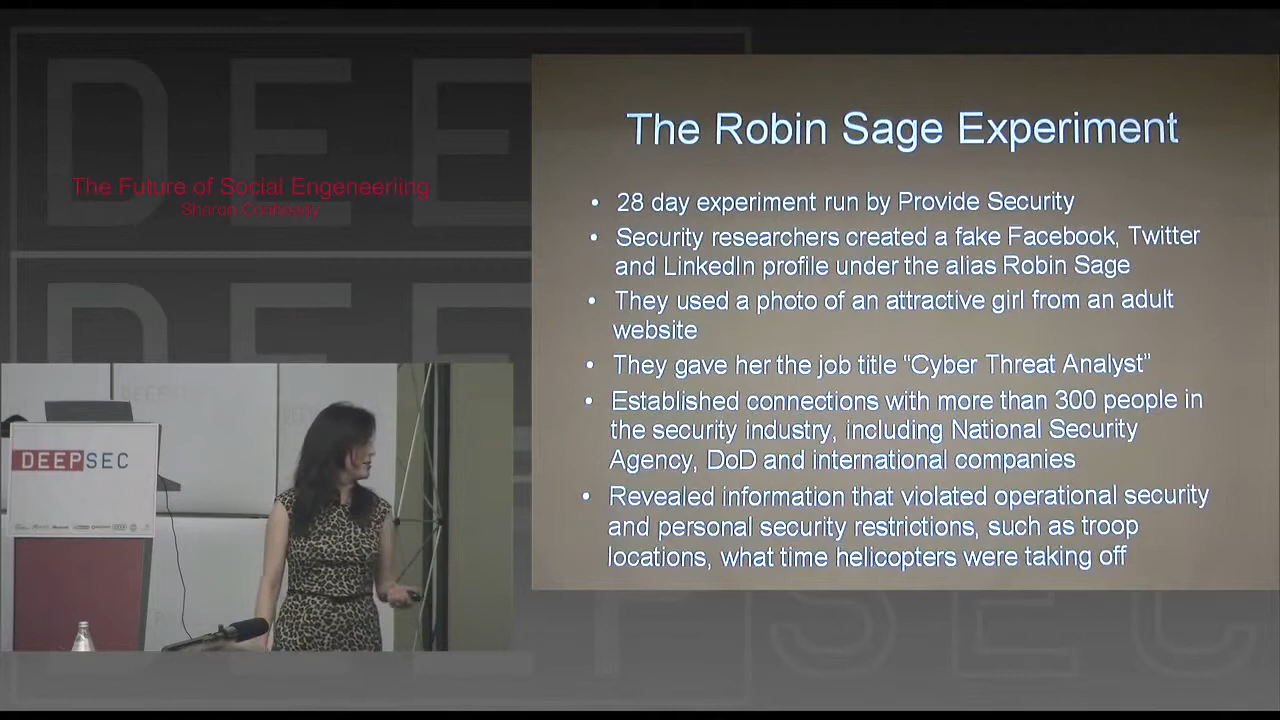 The Future of Social Engeneeriing
Sharon Conheady
DEEPSEC
The Robin Sage Experiment
• 28 day experiment run by Provide Security
• Security researchers created a fake Facebook, Twitter
and LinkedIn profile under the alias Robin Sage
• They used a photo of an attractive girl from an adult
website
• They gave her the job title “Cyber Threat Analyst”
• Established connections with more than 300 people in
the security industry, including National Security
Agency, DoD and international companies
• Revealed information that violated operational security
and personal security restrictions, such as troop
locations, what time helicopters were taking off